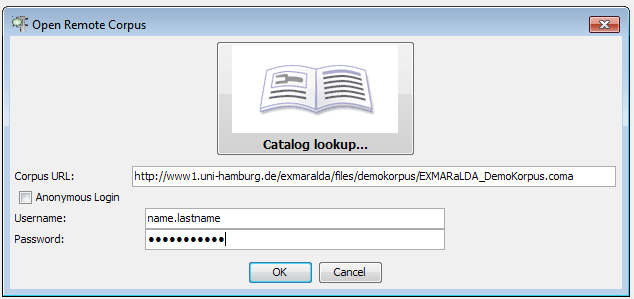 Open Remote Corpus
Catalog lookup...
Corpus URL: http://www1.uni-hamburg.de/exmaralda/files/demokorpus/EXMARaLDA_DemoKorpus.coma
Anonymous Login
Username: name.lastname
Password: ●●●●●●●●●●●
OK Cancel